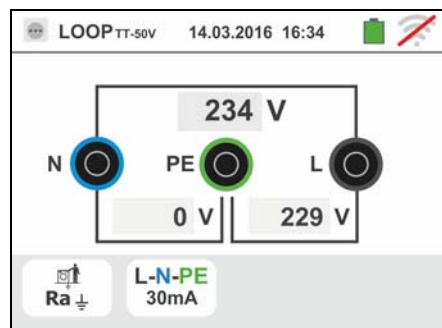 LOOP TT-50V 14.03.2016 16:34
234 V
N PE L
0 V 229 V
Ra L-N-PE
30mA